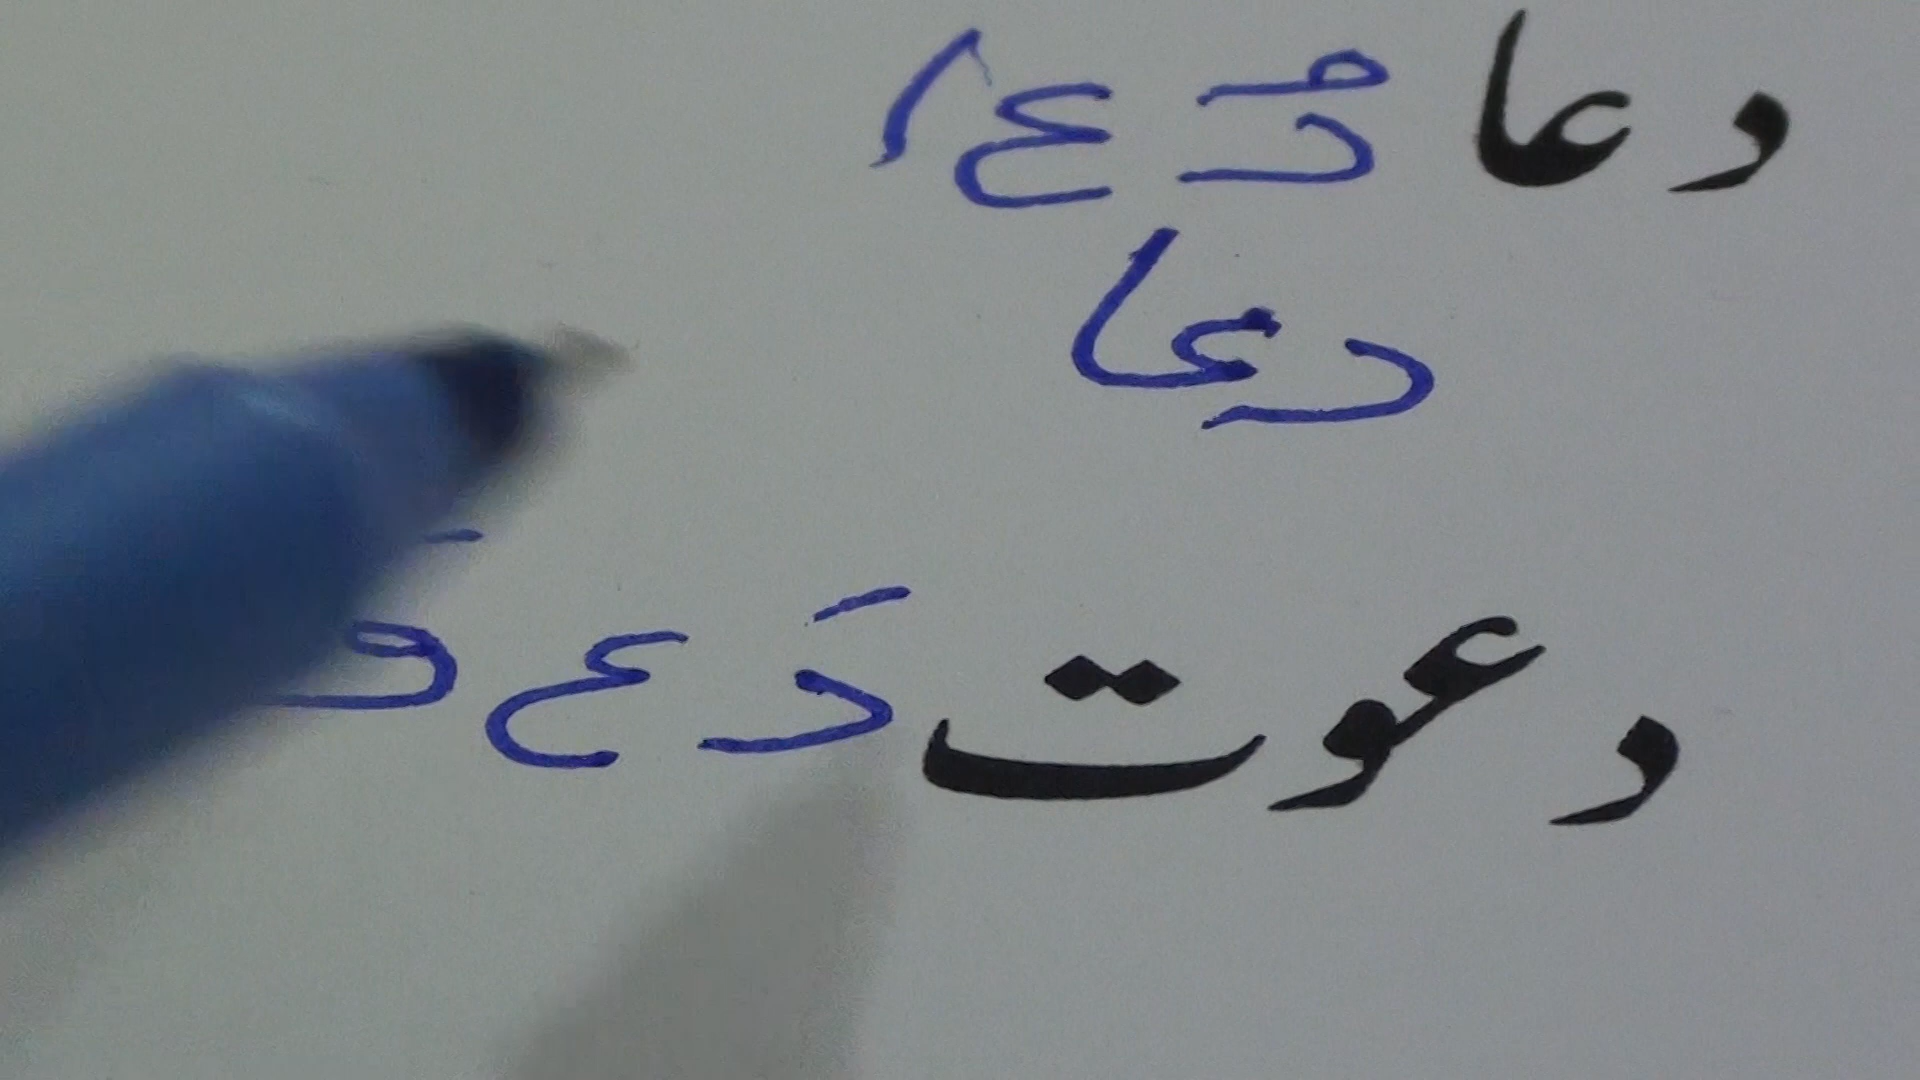 دعا دُ ع ا
دعا
دعوت دَ ع وَ